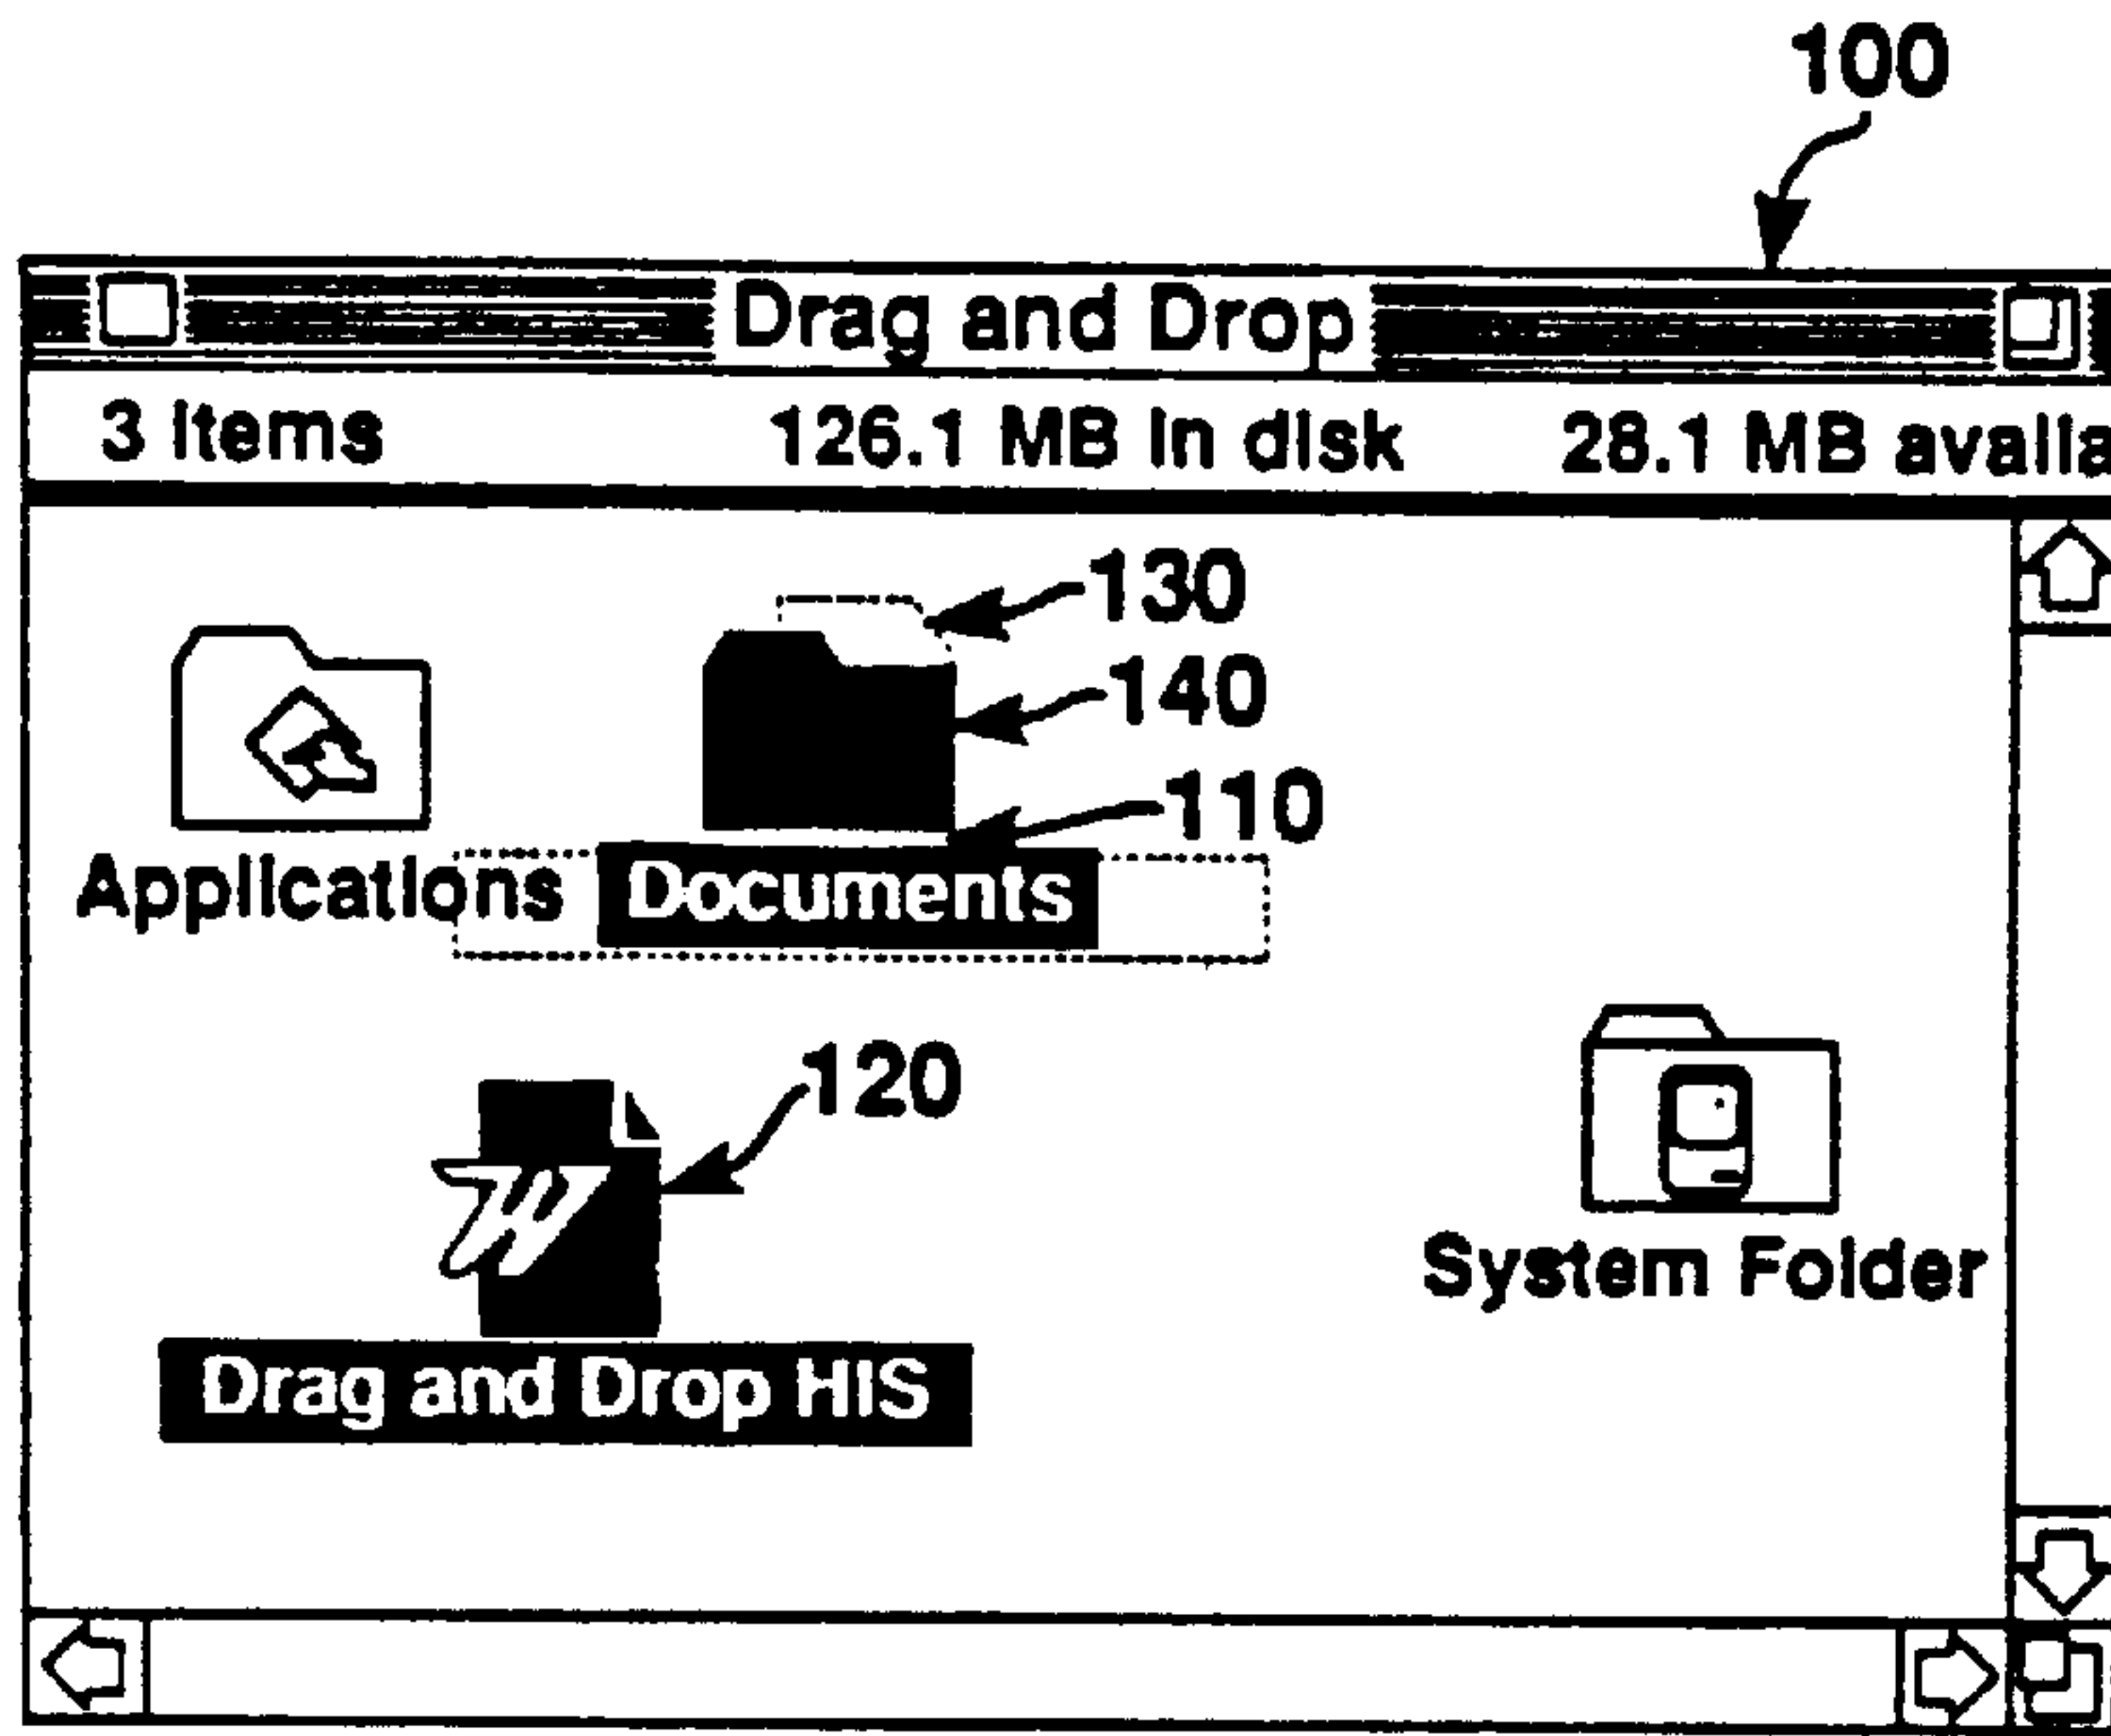 100
Drag and Drop
3 items 126.1 MB in disk 28.1 MB availa
130
140
110
Applications Documents
120
System Folder
Drag and Drop HIS